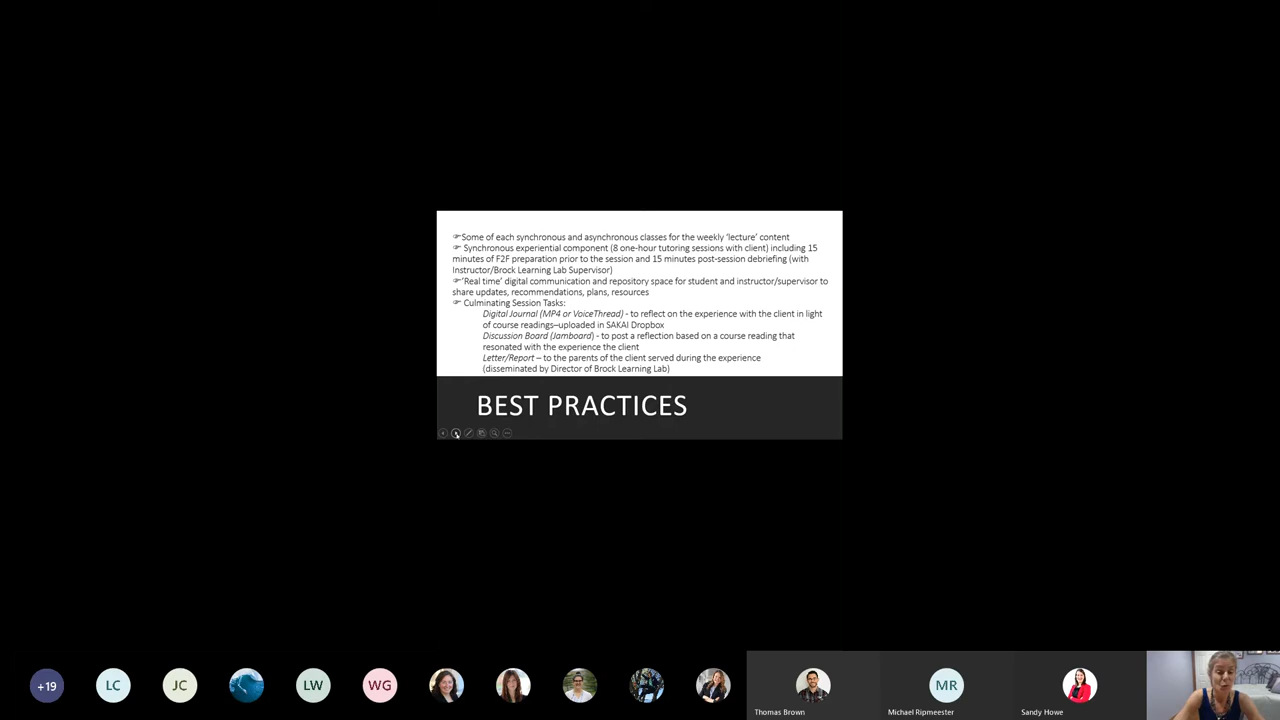 ☞Some of each synchronous and asynchronous classes for the weekly 'lecture' content
☞ Synchronous experiential component (8 one-hour tutoring sessions with client) including 15
minutes of F2F preparation prior to the session and 15 minutes post-session debriefing (with
Instructor/Brock Learning Lab Supervisor)
☞'Real time' digital communication and repository space for student and instructor/supervisor to
share updates, recommendations, plans, resources
☞ Culminating Session Tasks:
Digital Journal (MP4 or VoiceThread) - to reflect on the experience with the client in light
of course readings–uploaded in SAKAI Dropbox
Discussion Board (Jamboard) - to post a reflection based on a course reading that
resonated with the experience the client
Letter/Report – to the parents of the client served during the experience
(disseminated by Director of Brock Learning Lab)
BEST PRACTICES
+19
LC
JC
LW
WG
MR
Thomas Brown
Michael Ripmeester
Sandy Howe